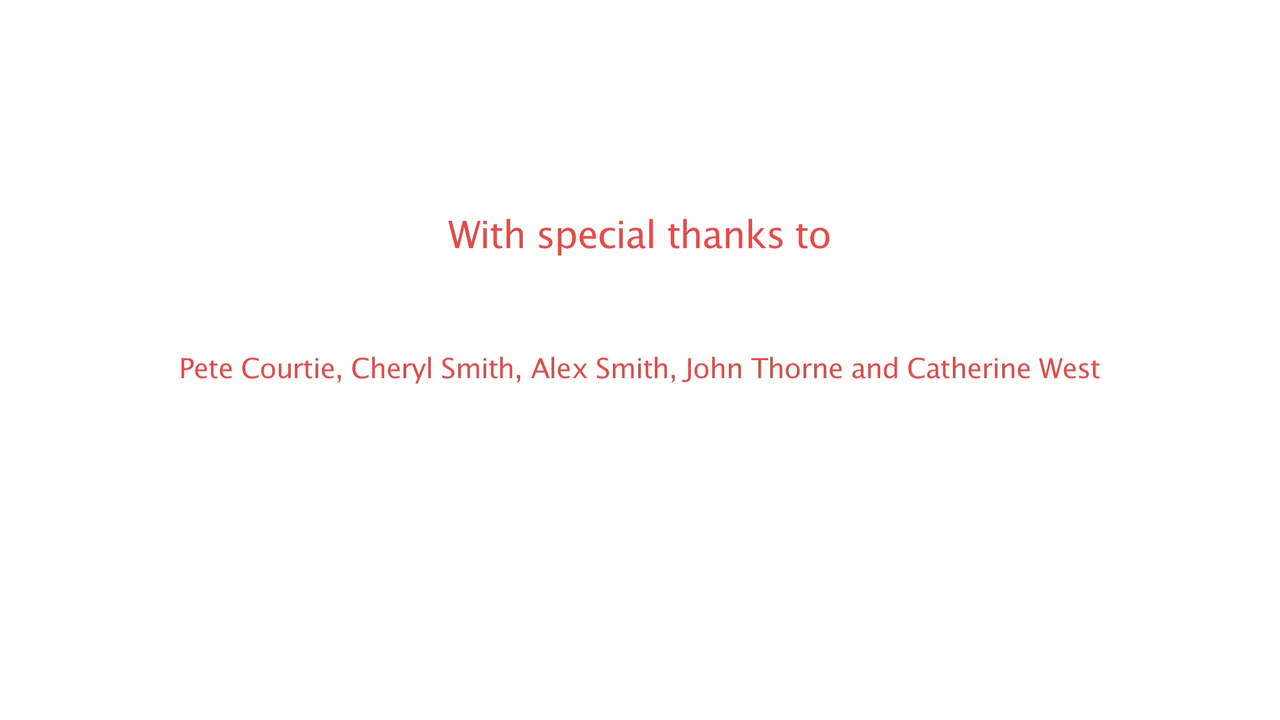 With special thanks to
Pete Courtie, Cheryl Smith, Alex Smith, John Thorne and Catherine West